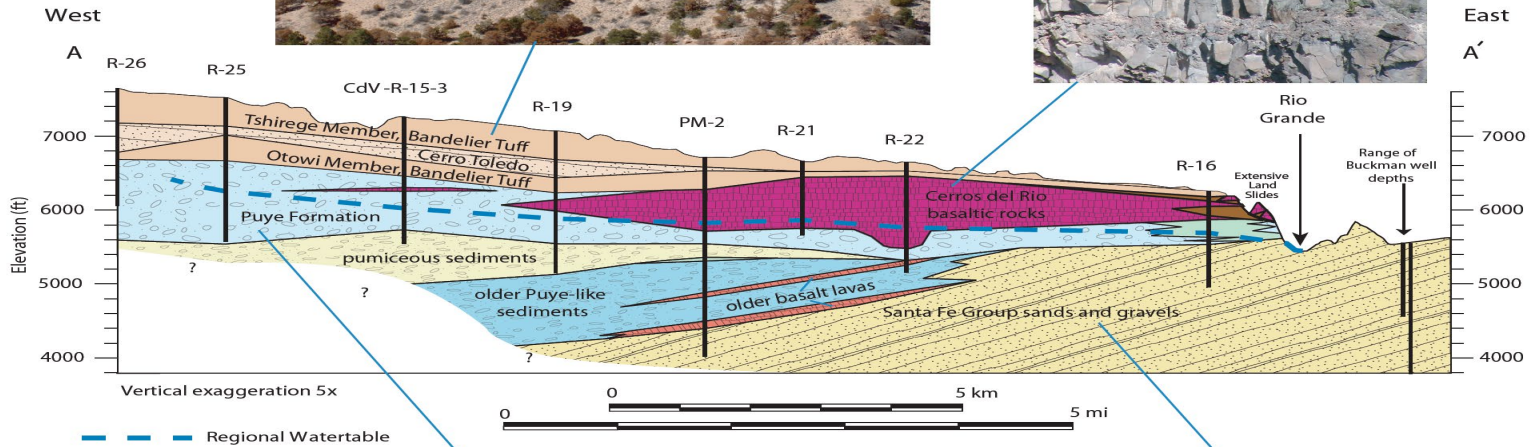 West
East
A
A′
R-26
R-25
CdV -R-15-3
R-19
PM-2
R-21
R-22
R-16
Rio
Grande
Range of
Buckman well
depths
Extensive
Land
Slides
7000
6000
5000
4000
Elevation (ft)
7000
6000
5000
4000
Tshirege Member, Bandelier Tuff
Cerro Toledo
Otowi Member, Bandelier Tuff
Cerros del Rio
basaltic rocks
Puye Formation
pumiceous sediments
older Puye-like
sediments
older basalt lavas
Santa Fe Group sands and gravels
?
?
?
Vertical exaggeration 5x
0
5 km
0
5 mi
Regional Watertable